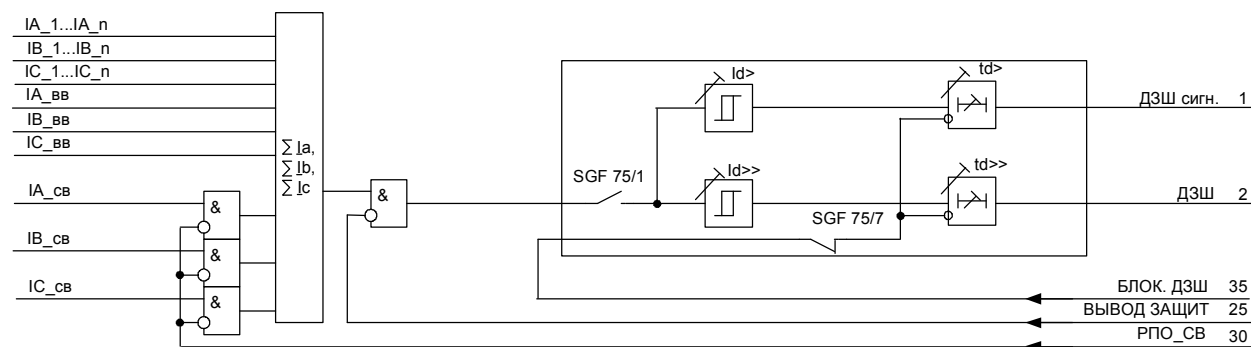 IA_1...IA_n
IB_1...IB_n
IC_1...IC_n
IA_вв
IB_вв
IC_вв
IA_св
IB_св
IC_св
&
&
&
∑ Ia,
∑ Ib,
∑ Ic
&
SGF 75/1
Id>
td>
Id>>
td>>
SGF 75/7
ДЗШ сигн. 1
ДЗШ 2
БЛОК. ДЗШ 35
ВЫВОД ЗАЩИТ 25
РПО_СВ 30